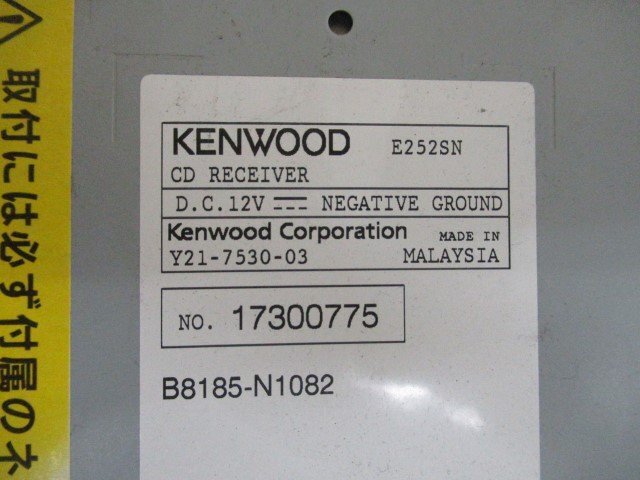 取付には必ず付属のネ
KENWOOD E252SN
CD RECEIVER
D.C.12V ⎓ NEGATIVE GROUND
Kenwood Corporation MADE IN
Y21-7530-03 MALAYSIA
NO. 17300775
B8185-N1082